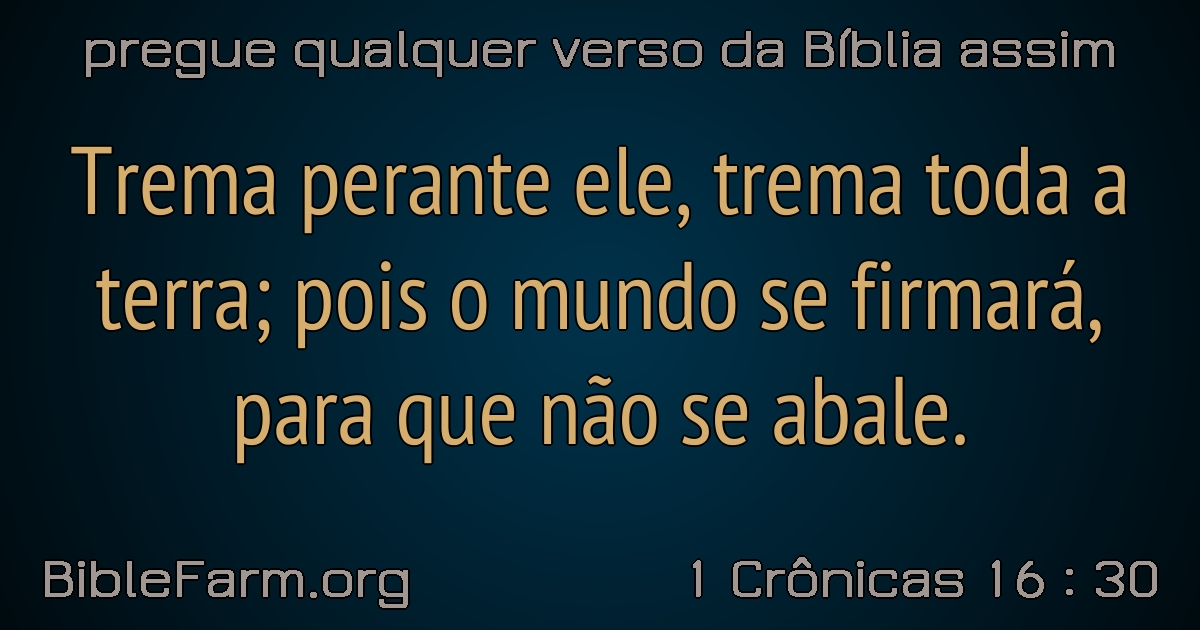 pregue qualquer verso da Bíblia assim
Trema perante ele, trema toda a
terra; pois o mundo se firmará,
para que não se abale.
BibleFarm.org
1 Crônicas 16 : 30